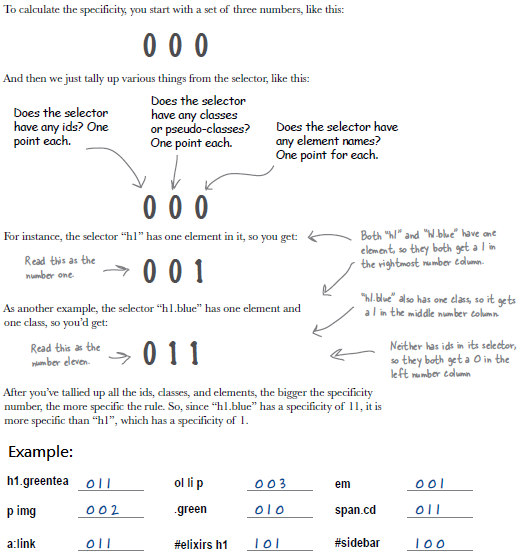 To calculate the specificity, you start with a set of three numbers, like this:
0 0 0
And then we just tally up various things from the selector, like this:
Does the selector
have any ids? One
point each.
Does the selector
have any classes
or pseudo-classes?
One point each.
Does the selector have
any element names?
One point for each.
0 0 0
For instance, the selector “h1” has one element in it, so you get:
Read this as the
number one.
0 0 1
Both "h1" and "h1.blue" have one
element, so they both get a 1 in
the rightmost number column.
As another example, the selector “h1.blue” has one element and
one class, so you’d get:
"h1.blue" also has one class, so it gets
a 1 in the middle number column.
Read this as the
number eleven.
0 1 1
Neither has ids in its selector,
so they both get a 0 in the
left number column
After you’ve tallied up all the ids, classes, and elements, the bigger the specificity
number, the more specific the rule. So, since “h1.blue” has a specificity of 11, it is
more specific than “h1”, which has a specificity of 1.
Example:
h1.greentea 011 ol li p 003 em 001
p img 002 .green 010 span.cd 011
a:link 011 #elixirs h1 101 #sidebar 100